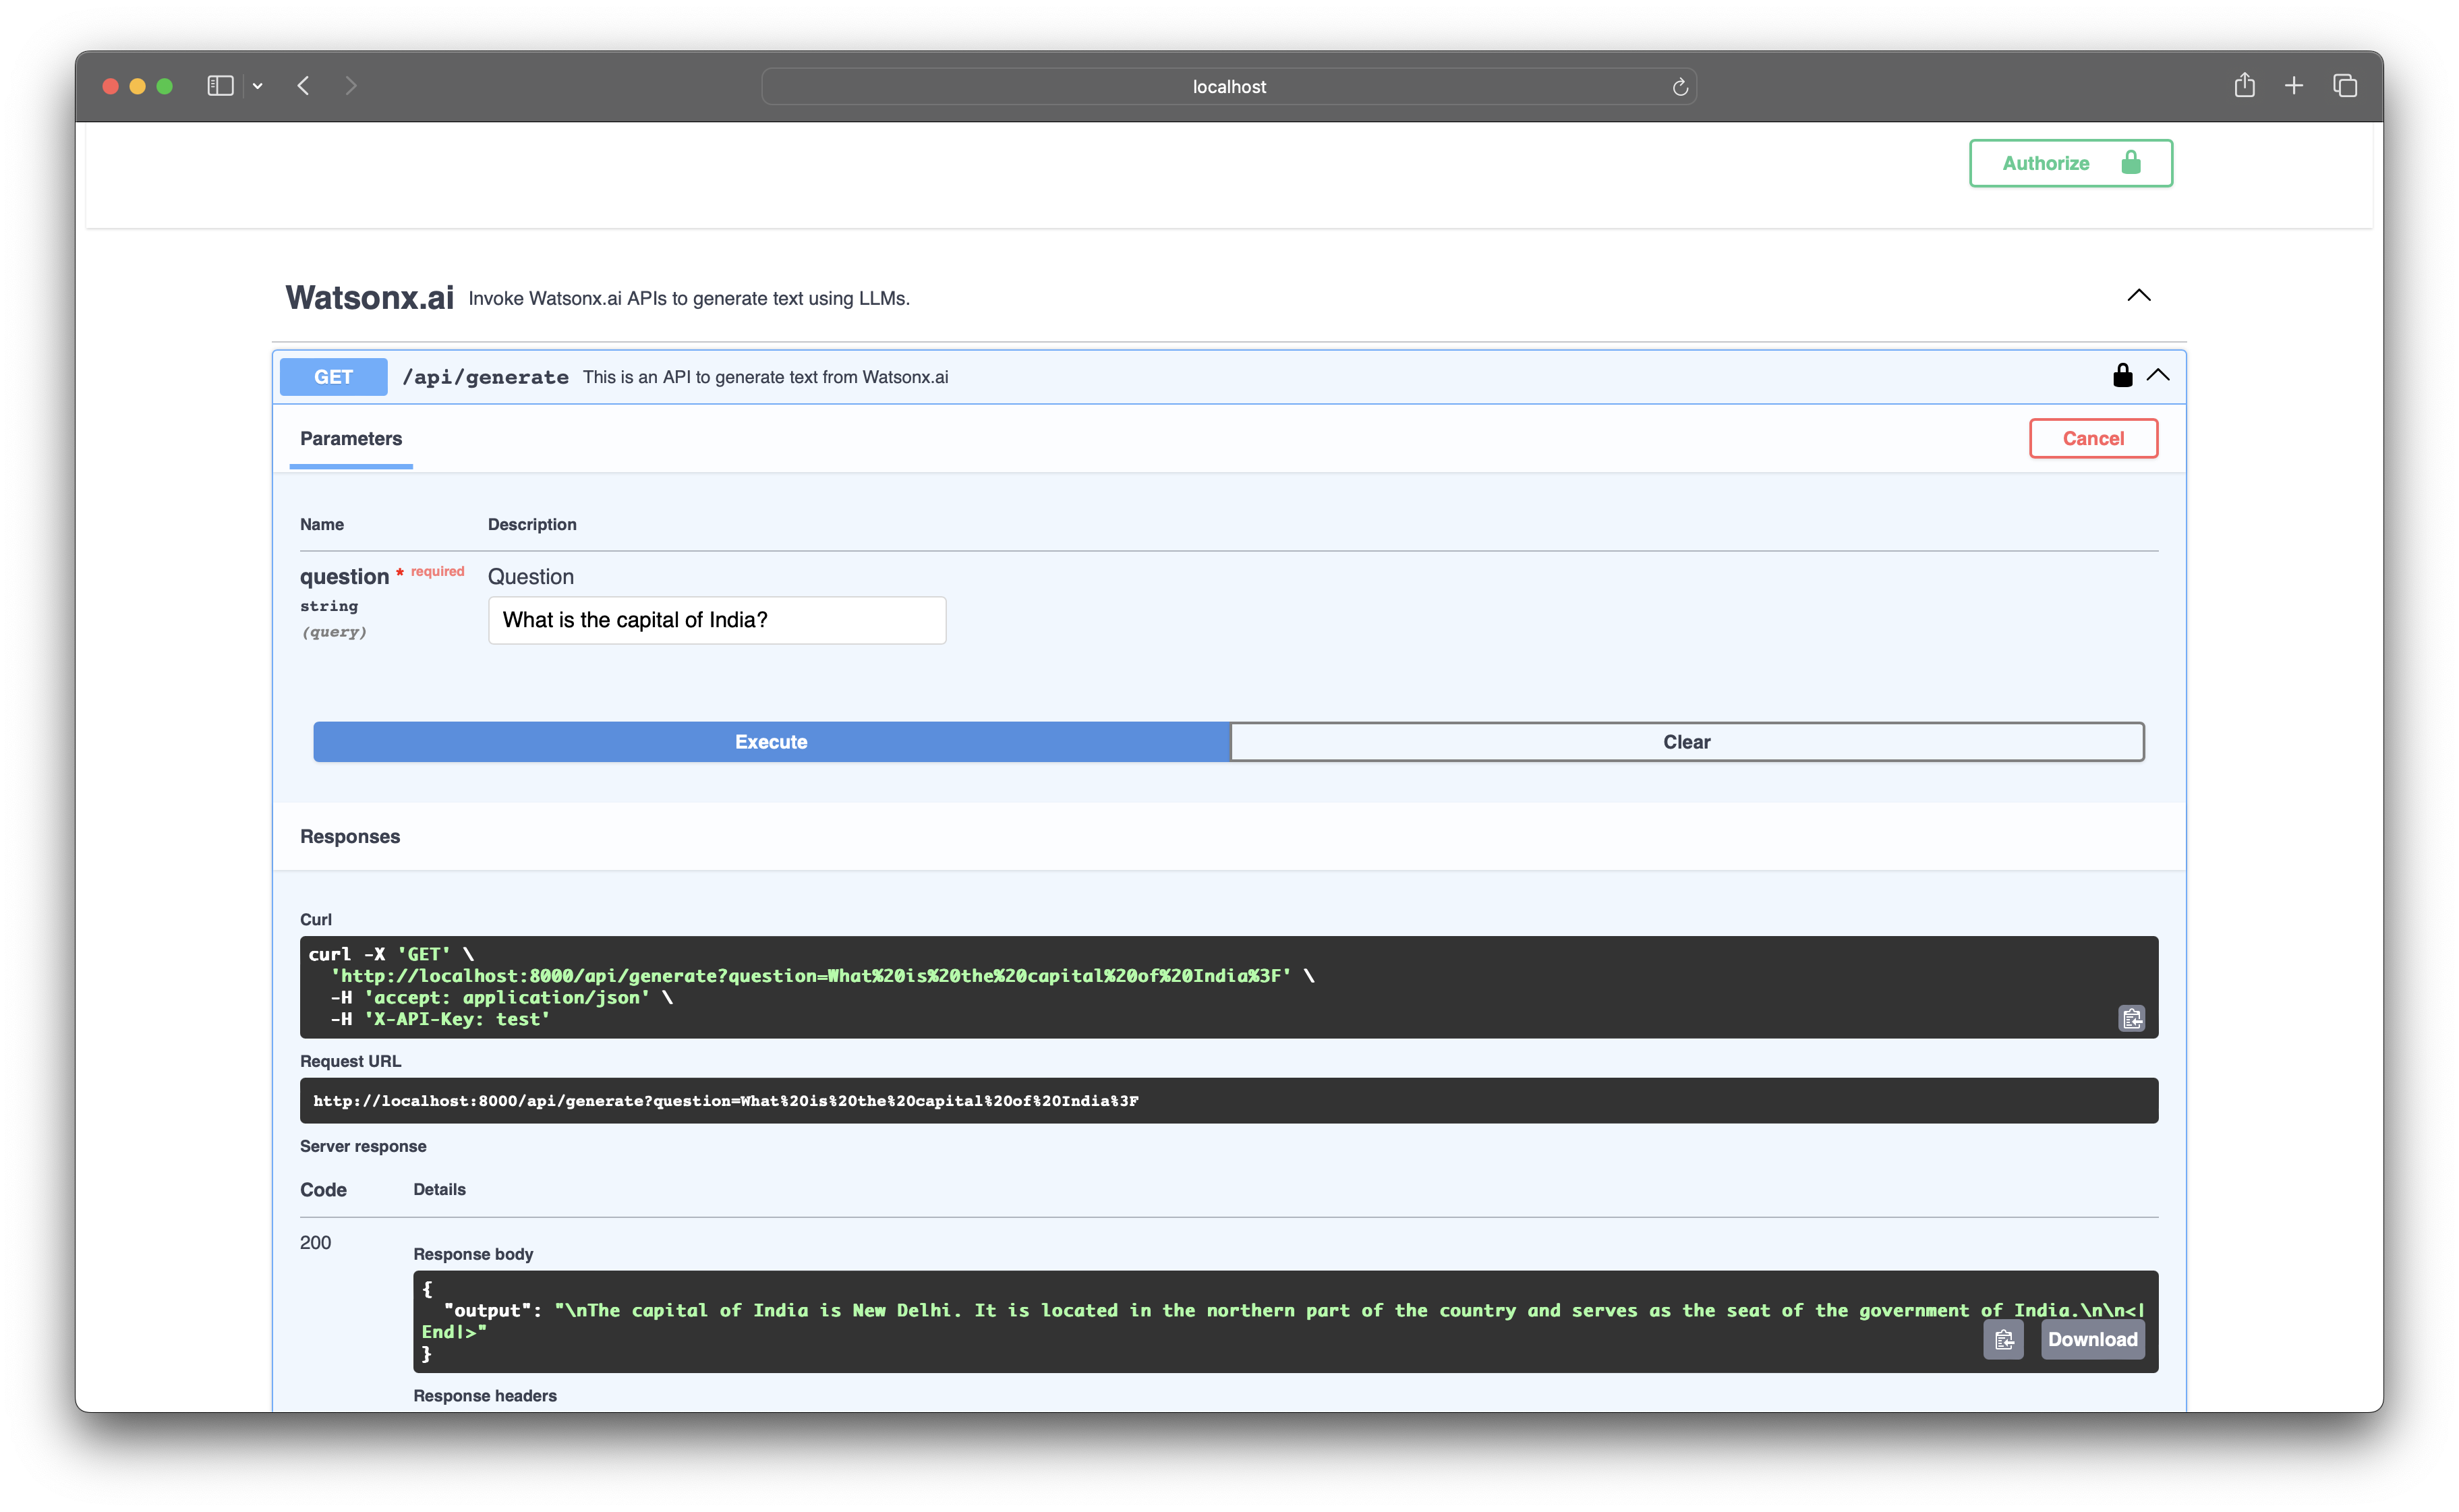 localhost
Authorize
Watsonx.ai Invoke Watsonx.ai APIs to generate text using LLMs.
GET /api/generate This is an API to generate text from Watsonx.ai
Parameters Cancel
Name Description
question * required Question
string What is the capital of India?
(query)
Execute Clear
Responses
Curl
curl -X 'GET' \
'http://localhost:8000/api/generate?question=What%20is%20the%20capital%20of%20India%3F' \
-H 'accept: application/json' \
-H 'X-API-Key: test'
Request URL
http://localhost:8000/api/generate?question=What%20is%20the%20capital%20of%20India%3F
Server response
Code Details
200
Response body
{
"output": "\nThe capital of India is New Delhi. It is located in the northern part of the country and serves as the seat of the government of India.\n\n<|
End|>"
Download
}
Response headers